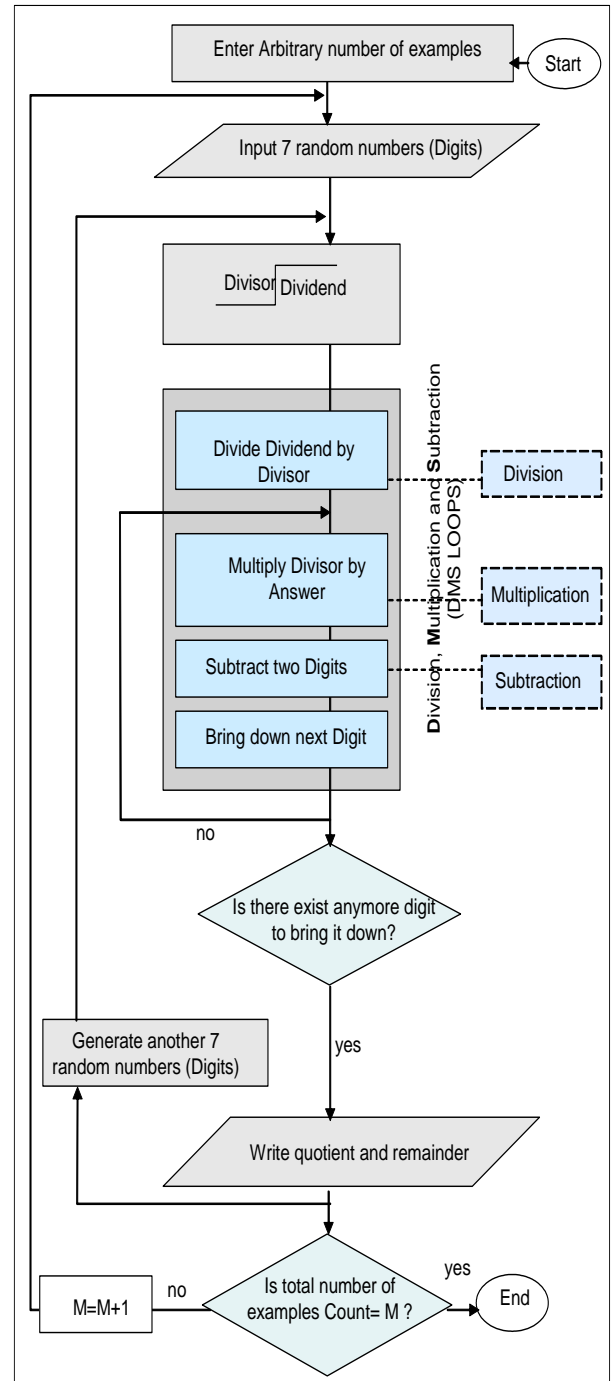 Enter Arbitrary number of examples
Start
Input 7 random numbers (Digits)
Divisor Dividend
Divide Dividend by
Divisor
Division
Multiply Divisor by
Answer
Multiplication
Subtract two Digits
Subtraction
Bring down next Digit
Division, Multiplication and Subtraction
(DMS LOOPS)
no
Is there exist anymore digit
to bring it down?
yes
Generate another 7
random numbers (Digits)
Write quotient and remainder
Is total number of
examples Count= M ?
no
M=M+1
yes
End